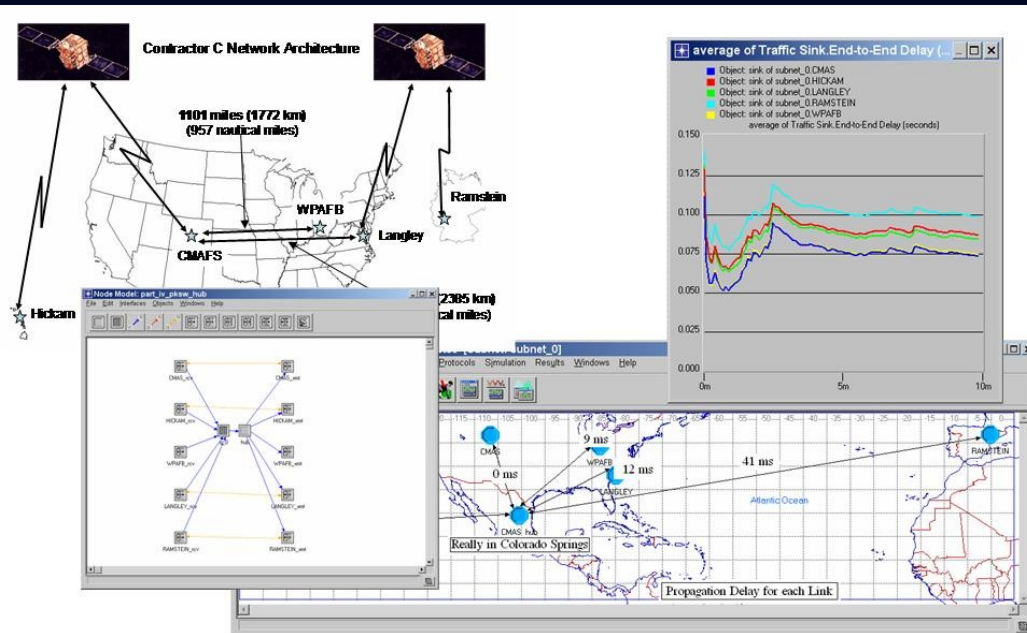 Contractor C Network Architecture
1101 miles (1772 km)
(957 nautical miles)
WPAFB
Ramstein
Langley
CMAFS
Hickam
(2385 km)
cal miles)
average of Traffic Sink.End-to-End Delay (...
Object: sink of subnet_0.CMAS
Object: sink of subnet_0.HICKAM
Object: sink of subnet_0.LANGLEY
Object: sink of subnet_0.RAMSTEIN
Object: sink of subnet_0.WPAFB
average of Traffic Sink.End-to-End Delay (seconds)
0.150
0.125
0.100
0.075
0.050
0.025
0.000
0m
5m
10m
Node Model: part_iv_pksw_hub
File Edit Interfaces Objects Windows Help
CMAS_rcv
CMAS_xmt
HICKAM_rcv
HICKAM_xmt
hub
WPAFB_rcv
WPAFB_xmt
LANGLEY_rcv
LANGLEY_xmt
RAMSTEIN_rcv
RAMSTEIN_xmt
[Subnet: subnet_0]
Protocols Simulation Results Windows Help
CMAS
9 ms
WPAFB
0 ms
12 ms
LANGLEY
41 ms
RAMSTEIN
Atlantic Ocean
CMAS_hub
Really in Colorado Springs
Propagation Delay for each Link